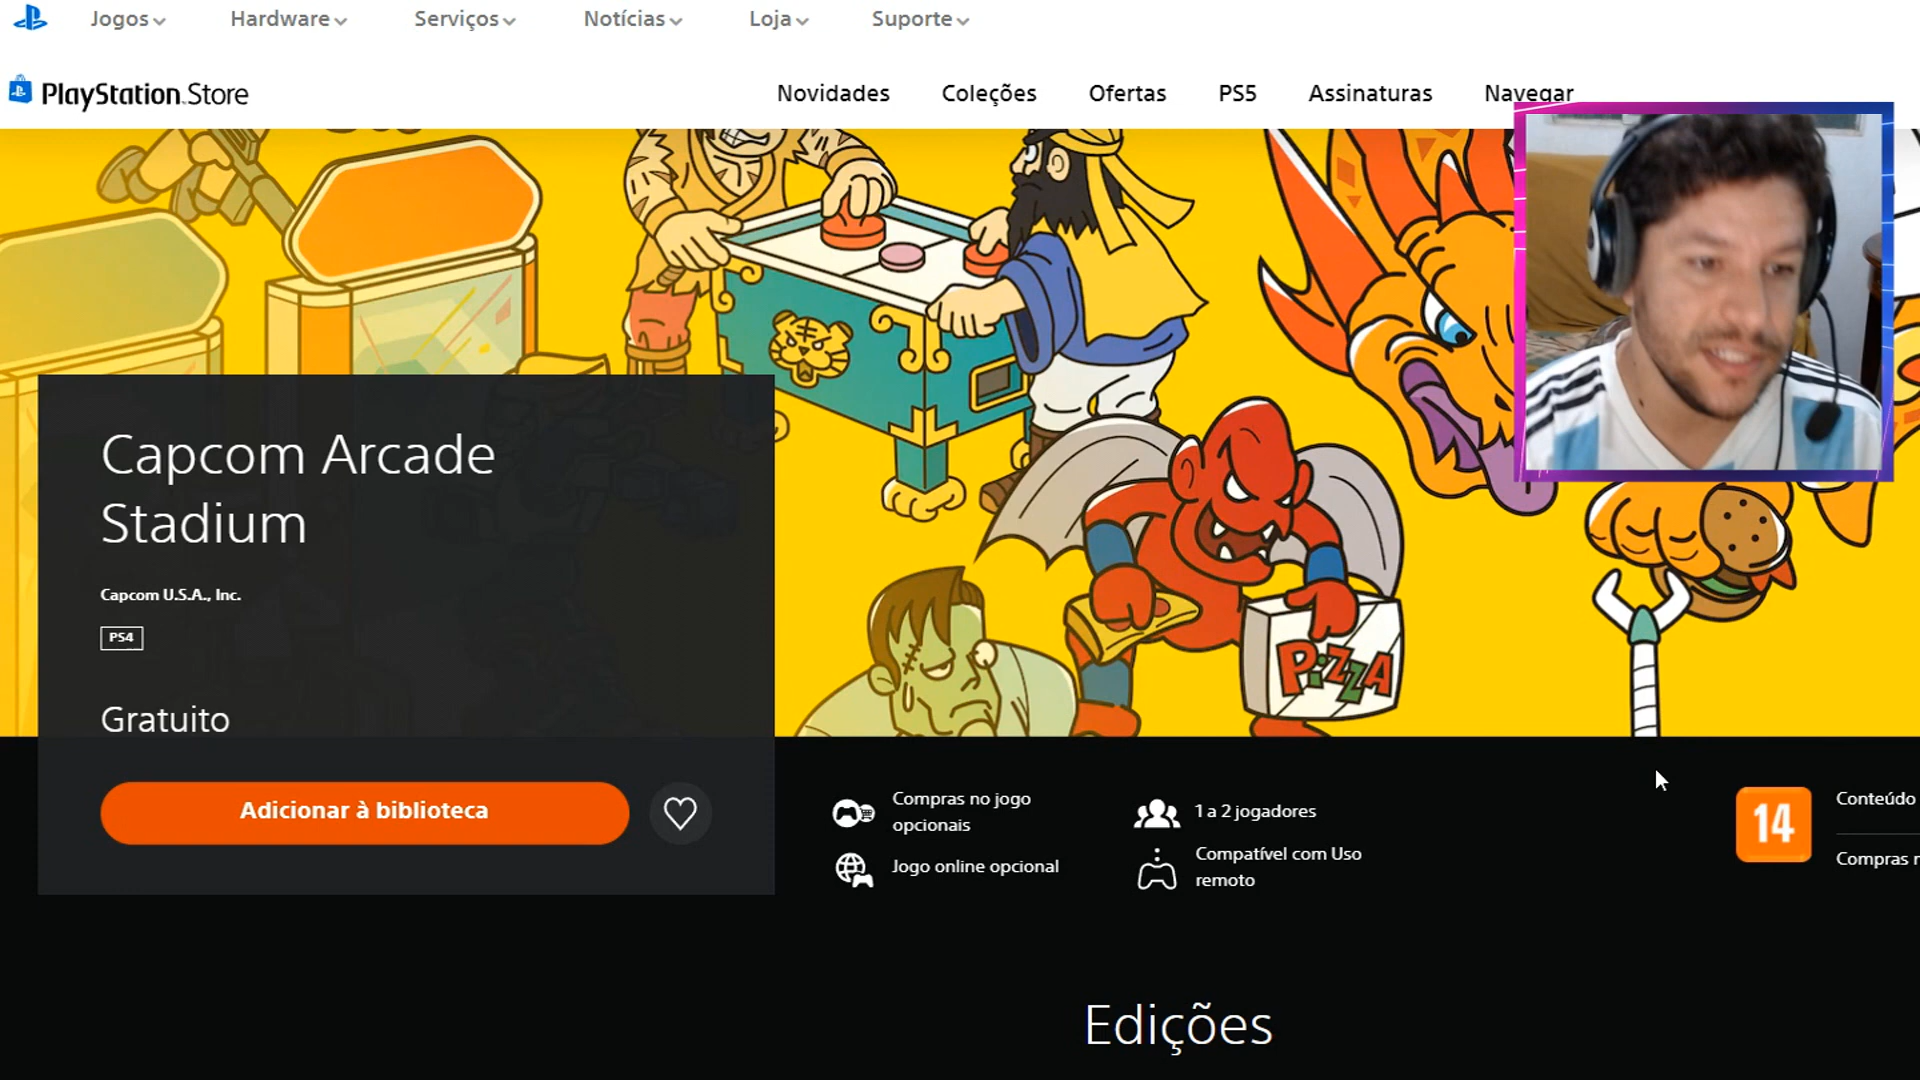 Jogos Hardware Serviços Notícias Loja Suporte
PlayStation Store
Novidades Coleções Ofertas PS5 Assinaturas Navegar
PIZZA
Capcom Arcade
Stadium
Capcom U.S.A., Inc.
PS4
Gratuito
Adicionar à biblioteca
Compras no jogo
opcionais
Jogo online opcional
1 a 2 jogadores
Compatível com Uso
remoto
14
Conteúdo
Compras
Edições